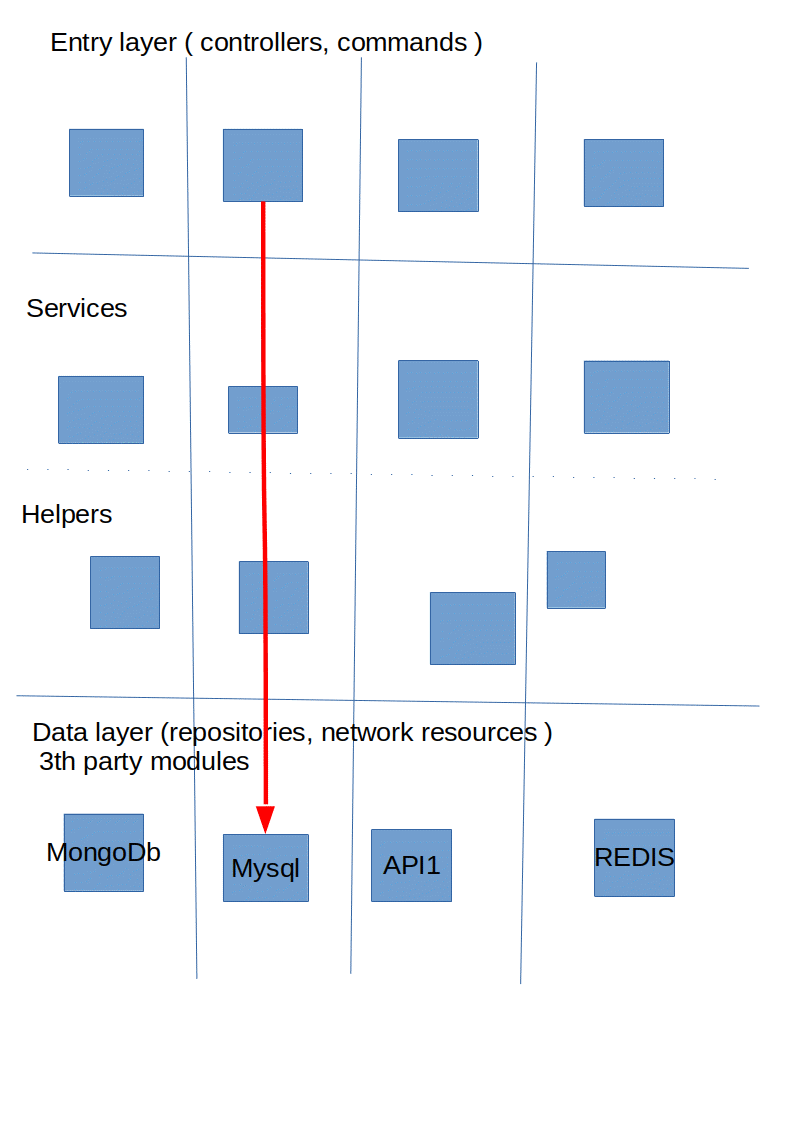 Entry layer ( controllers, commands )
Services
Helpers
Data layer (repositories, network resources )
3th party modules
MongoDb
Mysql
API1
REDIS